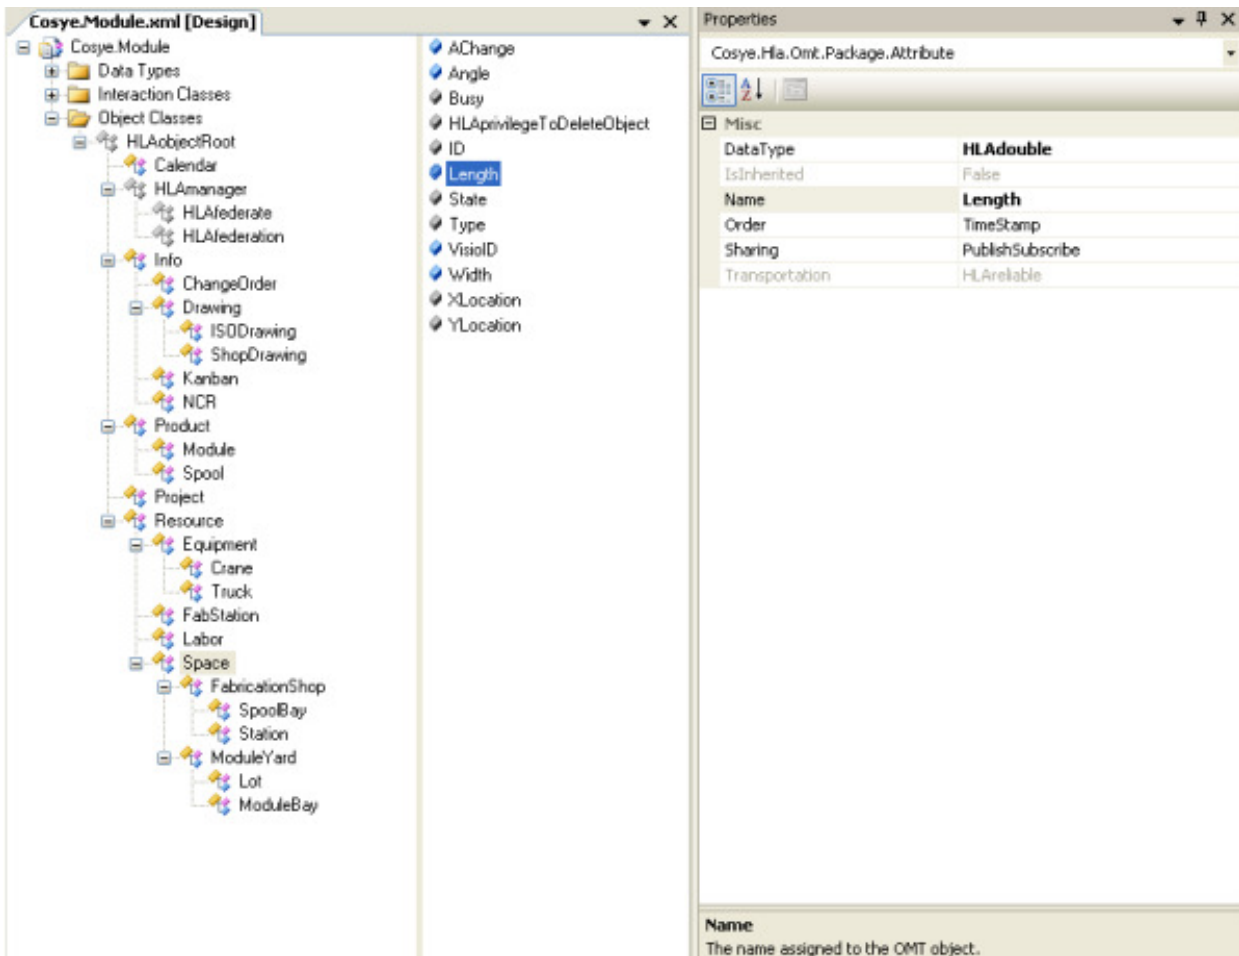 Cosye.Module.xml [Design]
Cosye.Module
Data Types
Interaction Classes
Object Classes
HLAobjectRoot
Calendar
HLAmanager
HLAfederate
HLAfederation
Info
ChangeOrder
Drawing
ISODrawing
ShopDrawing
Kanban
NCR
Product
Module
Spool
Project
Resource
Equipment
Crane
Truck
FabStation
Labor
Space
FabricationShop
SpoolBay
Station
ModuleYard
Lot
ModuleBay
AChange
Angle
Busy
HLAprivilegeToDeleteObject
ID
Length
State
Type
VisioID
Width
XLocation
YLocation
Properties
Cosye.Hla.Omt.Package.Attribute
Misc
DataType HLAdouble
IsInherited False
Name Length
Order TimeStamp
Sharing PublishSubscribe
Transportation HLAreliable
Name
The name assigned to the OMT object.